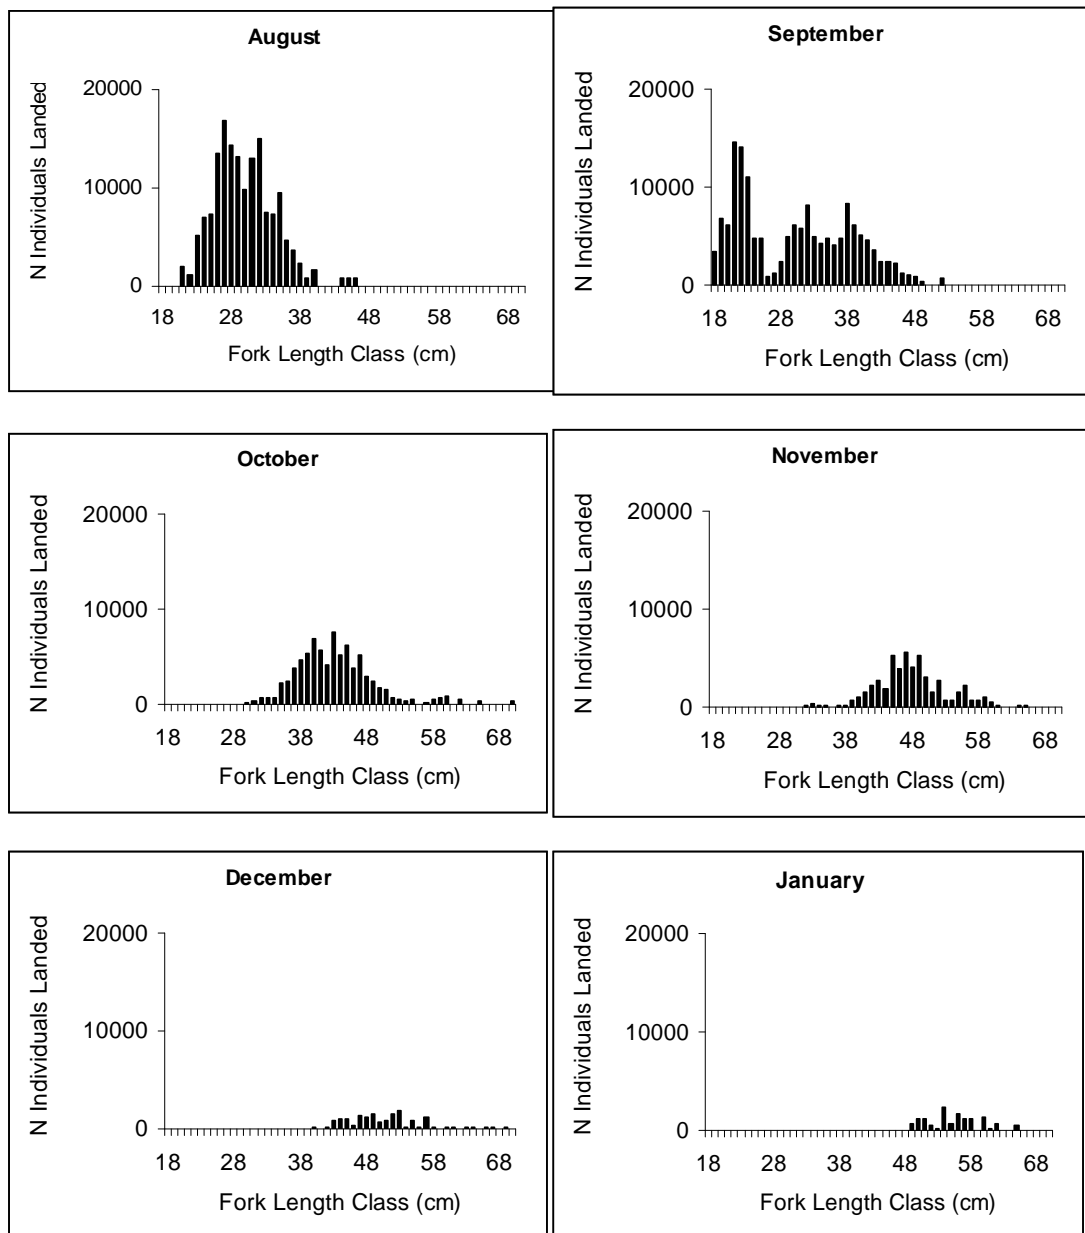 August
N Individuals Landed
20000
10000
0
18 28 38 48 58 68
Fork Length Class (cm)
September
N Individuals Landed
20000
10000
0
18 28 38 48 58 68
Fork Length Class (cm)
October
N Individuals Landed
20000
10000
0
18 28 38 48 58 68
Fork Length Class (cm)
November
N Individuals Landed
20000
10000
0
18 28 38 48 58 68
Fork Length Class (cm)
December
N Individuals Landed
20000
10000
0
18 28 38 48 58 68
Fork Length Class (cm)
January
N Individuals Landed
20000
10000
0
18 28 38 48 58 68
Fork Length Class (cm)